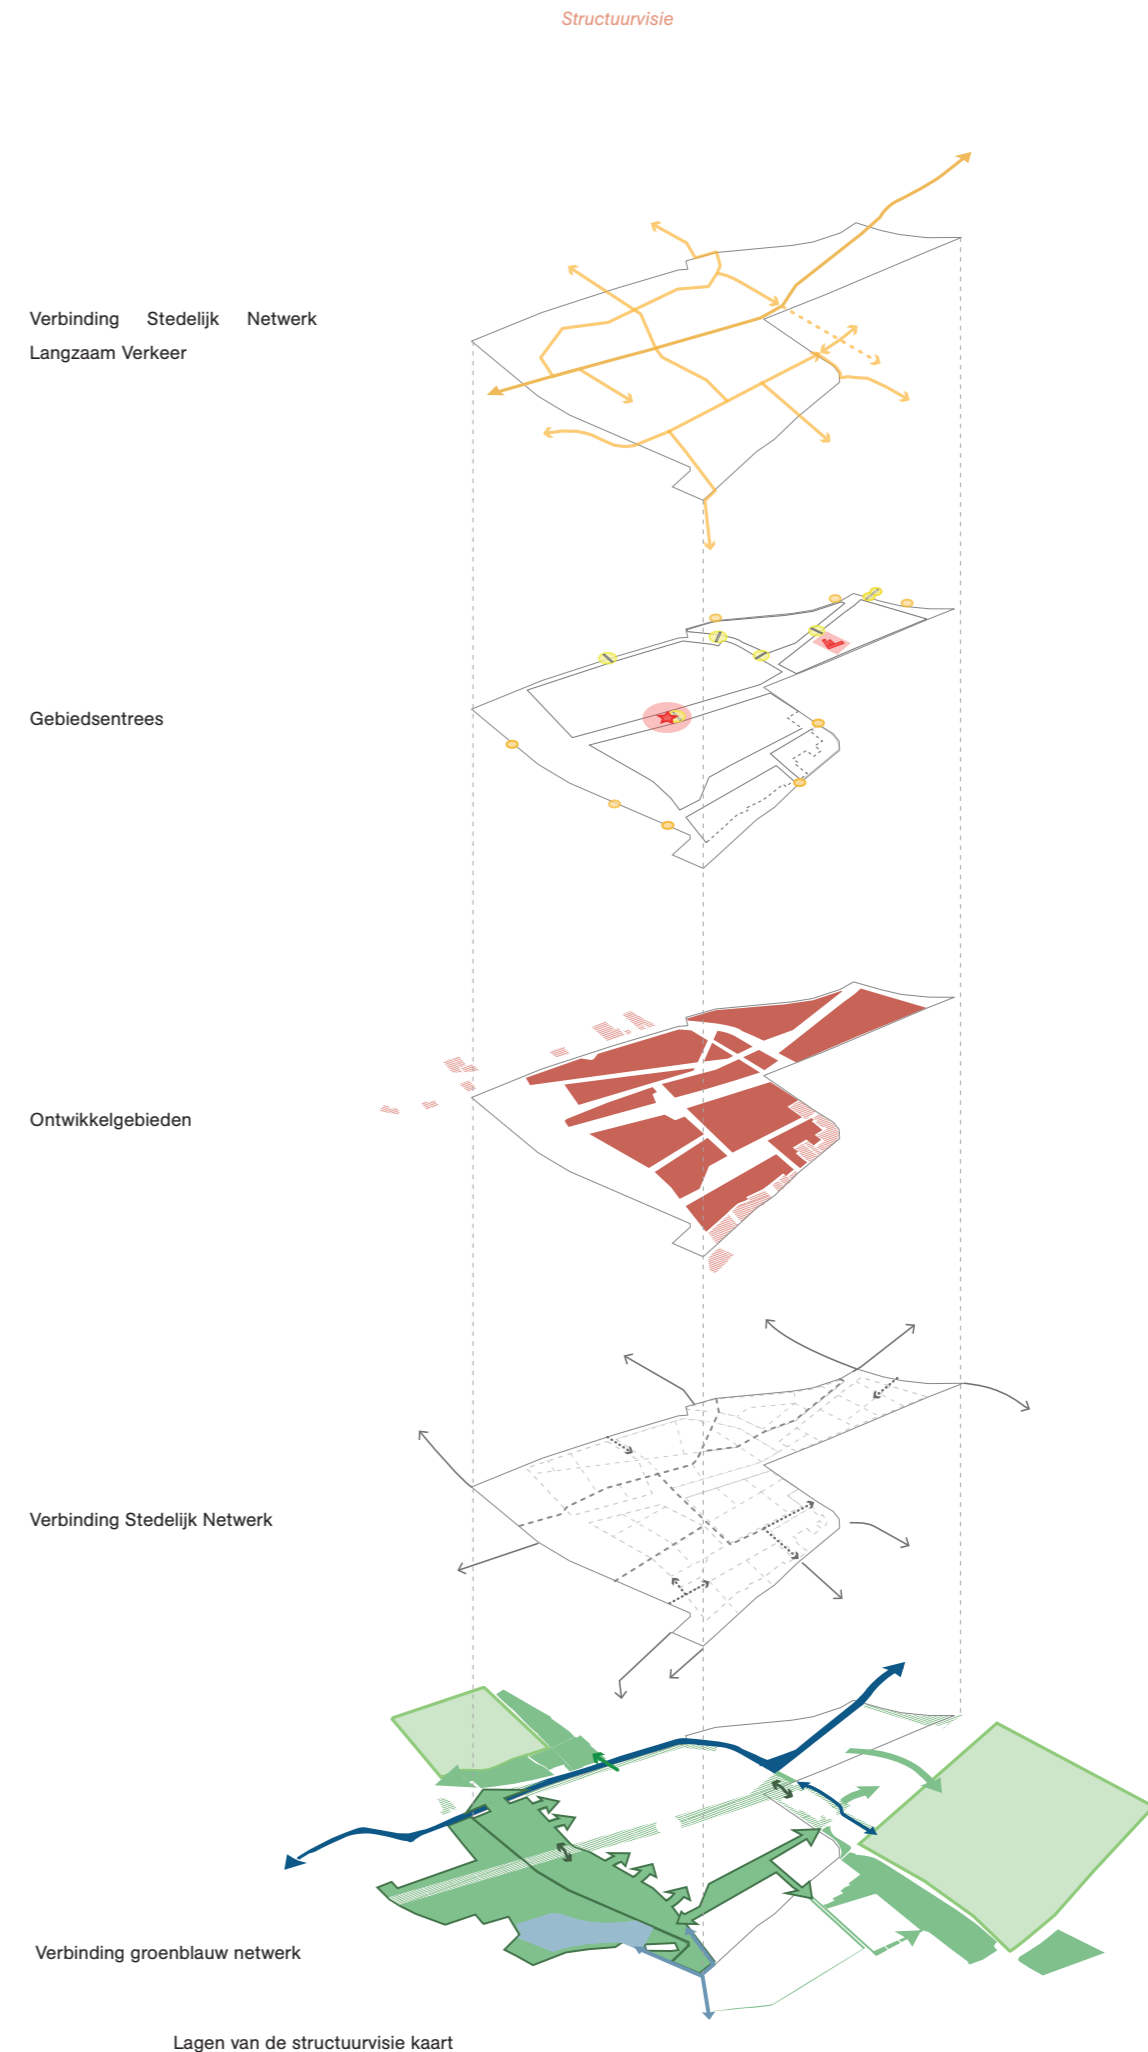 Structuurvisie
Verbinding Stedelijk Netwerk
Langzaam Verkeer
Gebiedsentrees
Ontwikkelgebieden
Verbinding Stedelijk Netwerk
Verbinding groenblauw netwerk
Lagen van de structuurvisie kaart